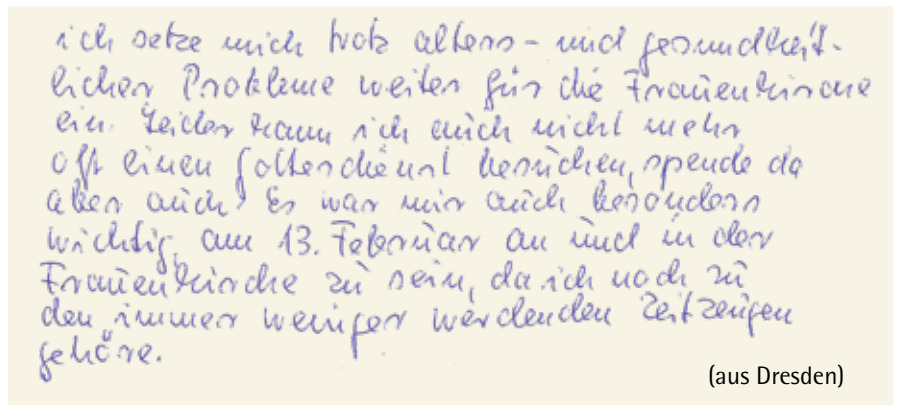 ich setze mich trotz alters- und gesundheit-
licher Probleme weiter für die Frauenkirche
ein. Leider kann ich auch nicht mehr
oft einen Gottesdienst besuchen, spende da
aber auch. Es war mir auch besonders
wichtig, am 13. Februar an und in der
Frauenkirche zu sein, da ich noch zu
den immer weniger werdenden Zeitzeugen
gehöre.
(aus Dresden)